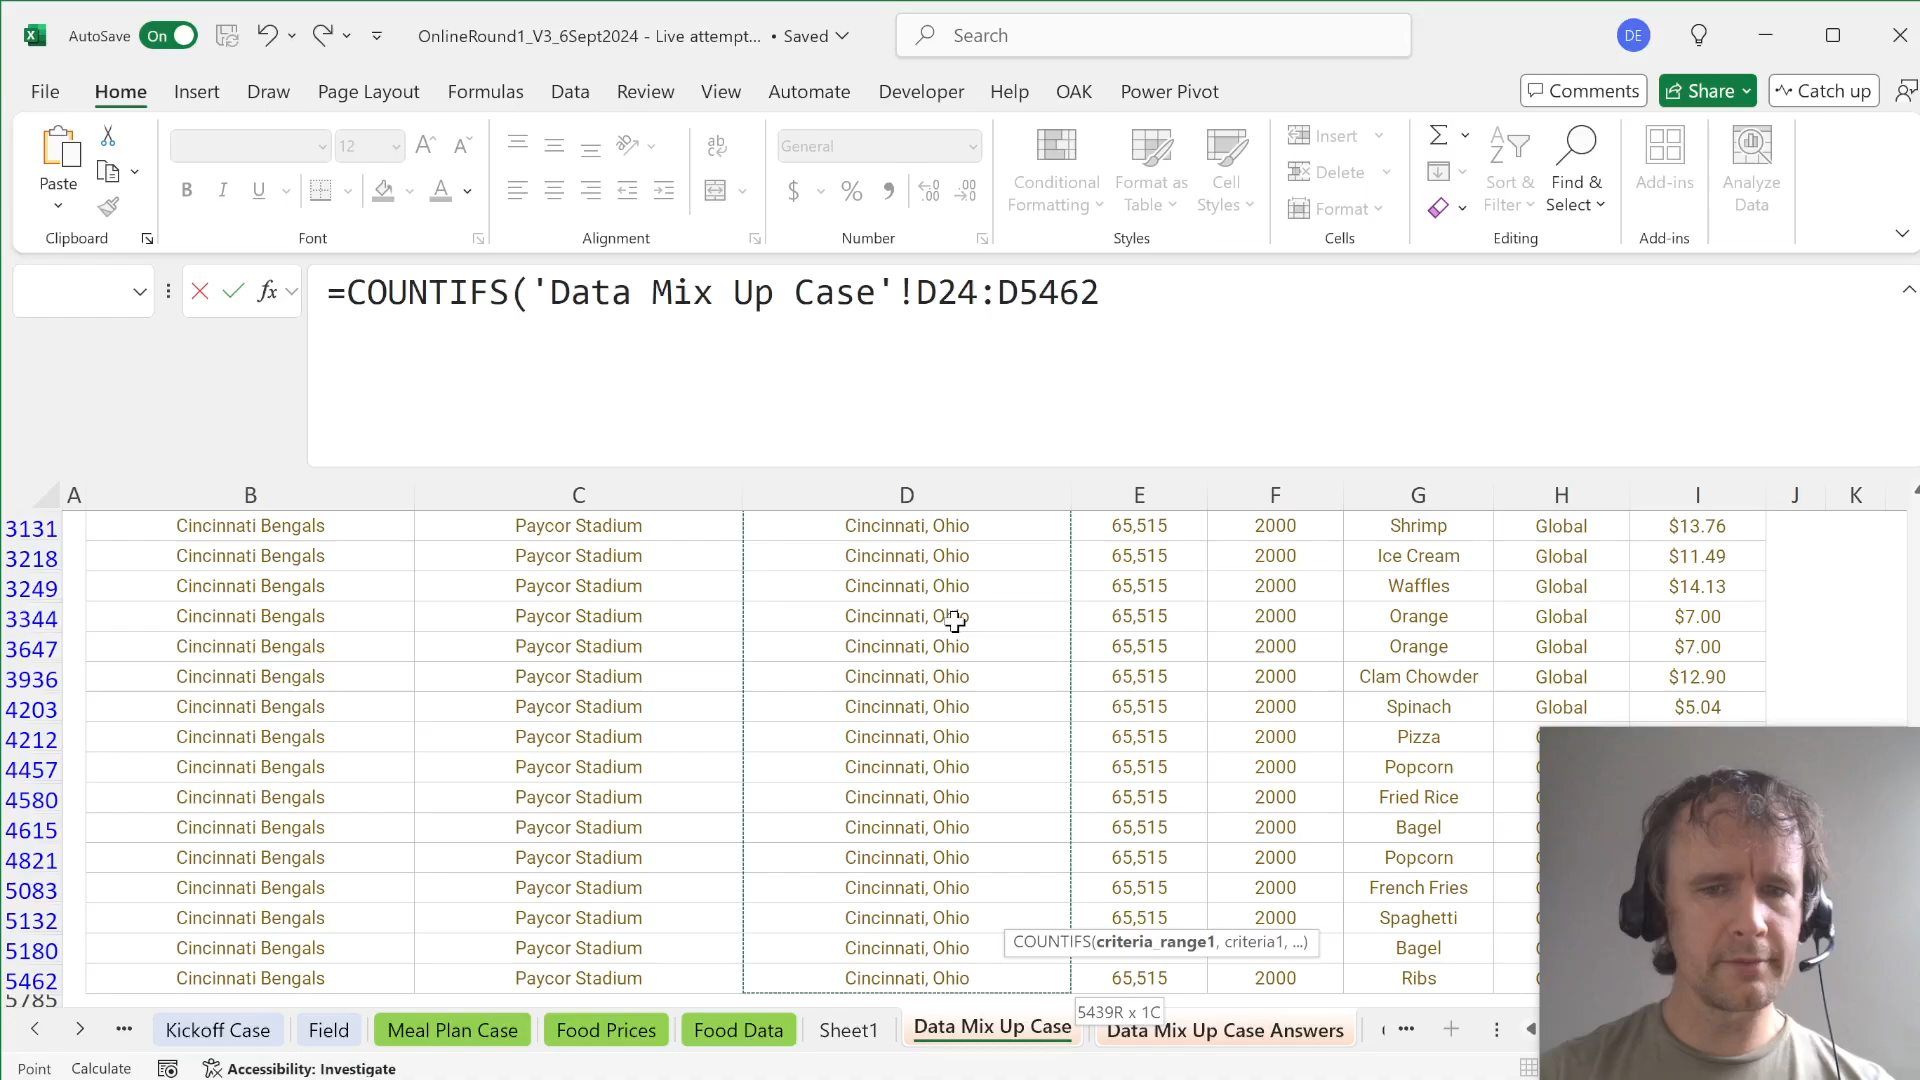 AutoSave On OnlineRound1_V3_6Sept2024 - Live attempt... • Saved Search DE
File Home Insert Draw Page Layout Formulas Data Review View Automate Developer Help OAK Power Pivot Comments Share Catch up
Paste 12 General Conditional Formatting Format as Table Cell Styles Insert Delete Format Sort & Filter Find & Select Add-ins Analyze Data
Clipboard Font Alignment Number Styles Cells Editing Add-ins
fx =COUNTIFS('Data Mix Up Case'!D24:D5462
A B C D E F G H I J K
3131 Cincinnati Bengals Paycor Stadium Cincinnati, Ohio 65,515 2000 Shrimp Global $13.76
3218 Cincinnati Bengals Paycor Stadium Cincinnati, Ohio 65,515 2000 Ice Cream Global $11.49
3249 Cincinnati Bengals Paycor Stadium Cincinnati, Ohio 65,515 2000 Waffles Global $14.13
3344 Cincinnati Bengals Paycor Stadium Cincinnati, Ohio 65,515 2000 Orange Global $7.00
3647 Cincinnati Bengals Paycor Stadium Cincinnati, Ohio 65,515 2000 Orange Global $7.00
3936 Cincinnati Bengals Paycor Stadium Cincinnati, Ohio 65,515 2000 Clam Chowder Global $12.90
4203 Cincinnati Bengals Paycor Stadium Cincinnati, Ohio 65,515 2000 Spinach Global $5.04
4212 Cincinnati Bengals Paycor Stadium Cincinnati, Ohio 65,515 2000 Pizza
4457 Cincinnati Bengals Paycor Stadium Cincinnati, Ohio 65,515 2000 Popcorn
4580 Cincinnati Bengals Paycor Stadium Cincinnati, Ohio 65,515 2000 Fried Rice
4615 Cincinnati Bengals Paycor Stadium Cincinnati, Ohio 65,515 2000 Bagel
4821 Cincinnati Bengals Paycor Stadium Cincinnati, Ohio 65,515 2000 Popcorn
5083 Cincinnati Bengals Paycor Stadium Cincinnati, Ohio 65,515 2000 French Fries
5132 Cincinnati Bengals Paycor Stadium Cincinnati, Ohio 65,515 2000 Spaghetti
5180 Cincinnati Bengals Paycor Stadium Cincinnati, Ohio COUNTIFS(criteria_range1, criteria1, ...) Bagel
5462 Cincinnati Bengals Paycor Stadium Cincinnati, Ohio 65,515 2000 Ribs
5785
5439R x 1C
Kickoff Case Field Meal Plan Case Food Prices Food Data Sheet1 Data Mix Up Case Data Mix Up Case Answers
Point Calculate Accessibility: Investigate